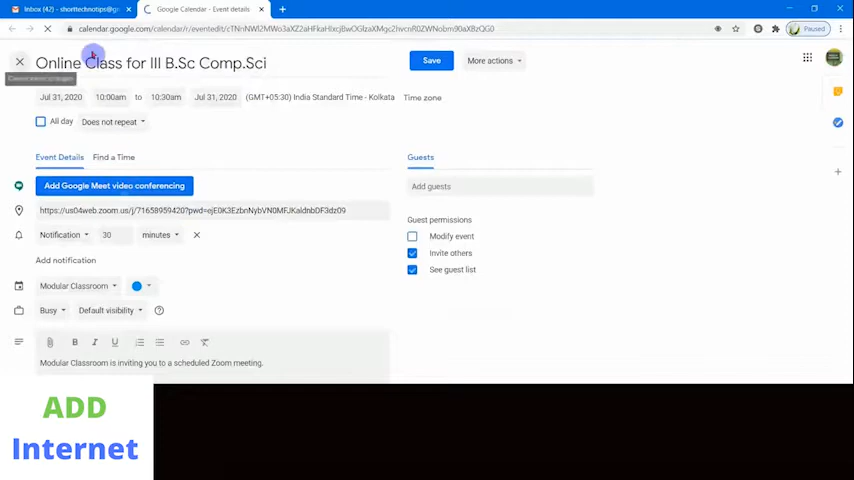 Inbox (42) - shorttechnotips@gm
Google Calendar - Event details
calendar.google.com/calendar/r/eventedit/
Paused
Online Class for III B.Sc Comp.Sci
Save
More actions
Jul 31, 2020 10:00am to 10:30am Jul 31, 2020 (GMT+05:30) India Standard Time - Kolkata Time zone
All day Does not repeat
Event Details Find a Time
Guests
Add Google Meet video conferencing
Add guests
https://us04web.zoom.us/j/71658959420?pwd=ejE0K3EzbnNybVN0MFJKaldnbDF3dz09
Guest permissions
Notification 30 minutes
Modify event
Invite others
Add notification
See guest list
Modular Classroom
Busy Default visibility
B I U
Modular Classroom is inviting you to a scheduled Zoom meeting.
ADD
Internet